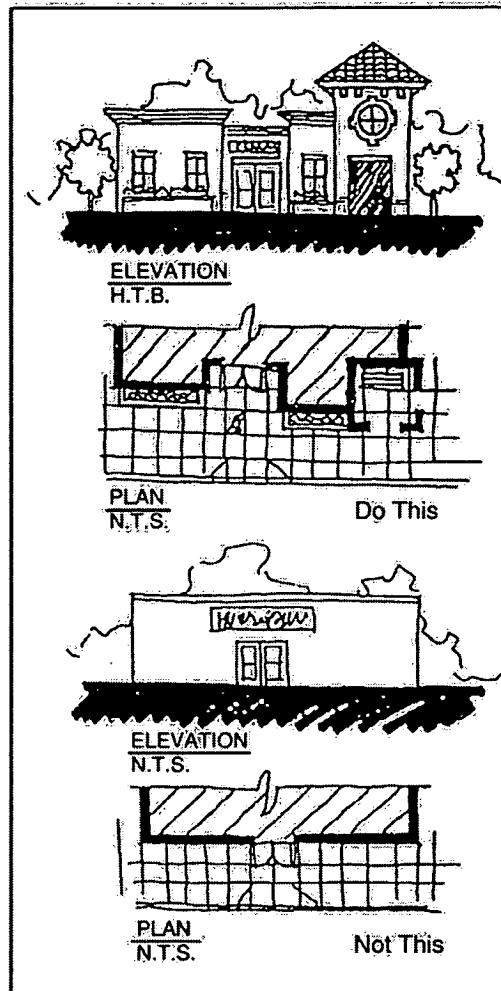 ELEVATION
H.T.B.
PLAN
N.T.S.
Do This
ELEVATION
N.T.S.
PLAN
N.T.S.
Not This